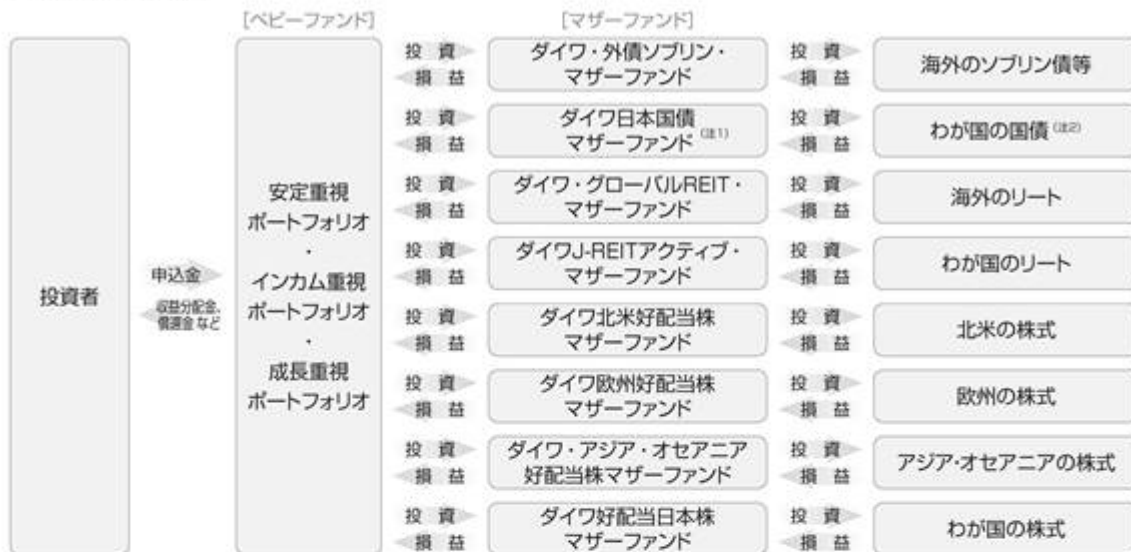 [ベビーファンド]
[マザーファンド]
投資者
申込金
収益分配金、
償還金 など
安定重視
ポートフォリオ
・
インカム重視
ポートフォリオ
・
成長重視
ポートフォリオ
投 資
損 益
ダイワ・外債ソブリン・
マザーファンド
投 資
損 益
海外のソブリン債等
投 資
損 益
ダイワ日本国債
マザーファンド (注1)
投 資
損 益
わが国の国債 (注2)
投 資
損 益
ダイワ・グローバルREIT・
マザーファンド
投 資
損 益
海外のリート
投 資
損 益
ダイワJ-REITアクティブ・
マザーファンド
投 資
損 益
わが国のリート
投 資
損 益
ダイワ北米好配当株
マザーファンド
投 資
損 益
北米の株式
投 資
損 益
ダイワ欧州好配当株
マザーファンド
投 資
損 益
欧州の株式
投 資
損 益
ダイワ・アジア・オセアニア
好配当株マザーファンド
投 資
損 益
アジア・オセアニアの株式
投 資
損 益
ダイワ好配当日本株
マザーファンド
投 資
損 益
わが国の株式